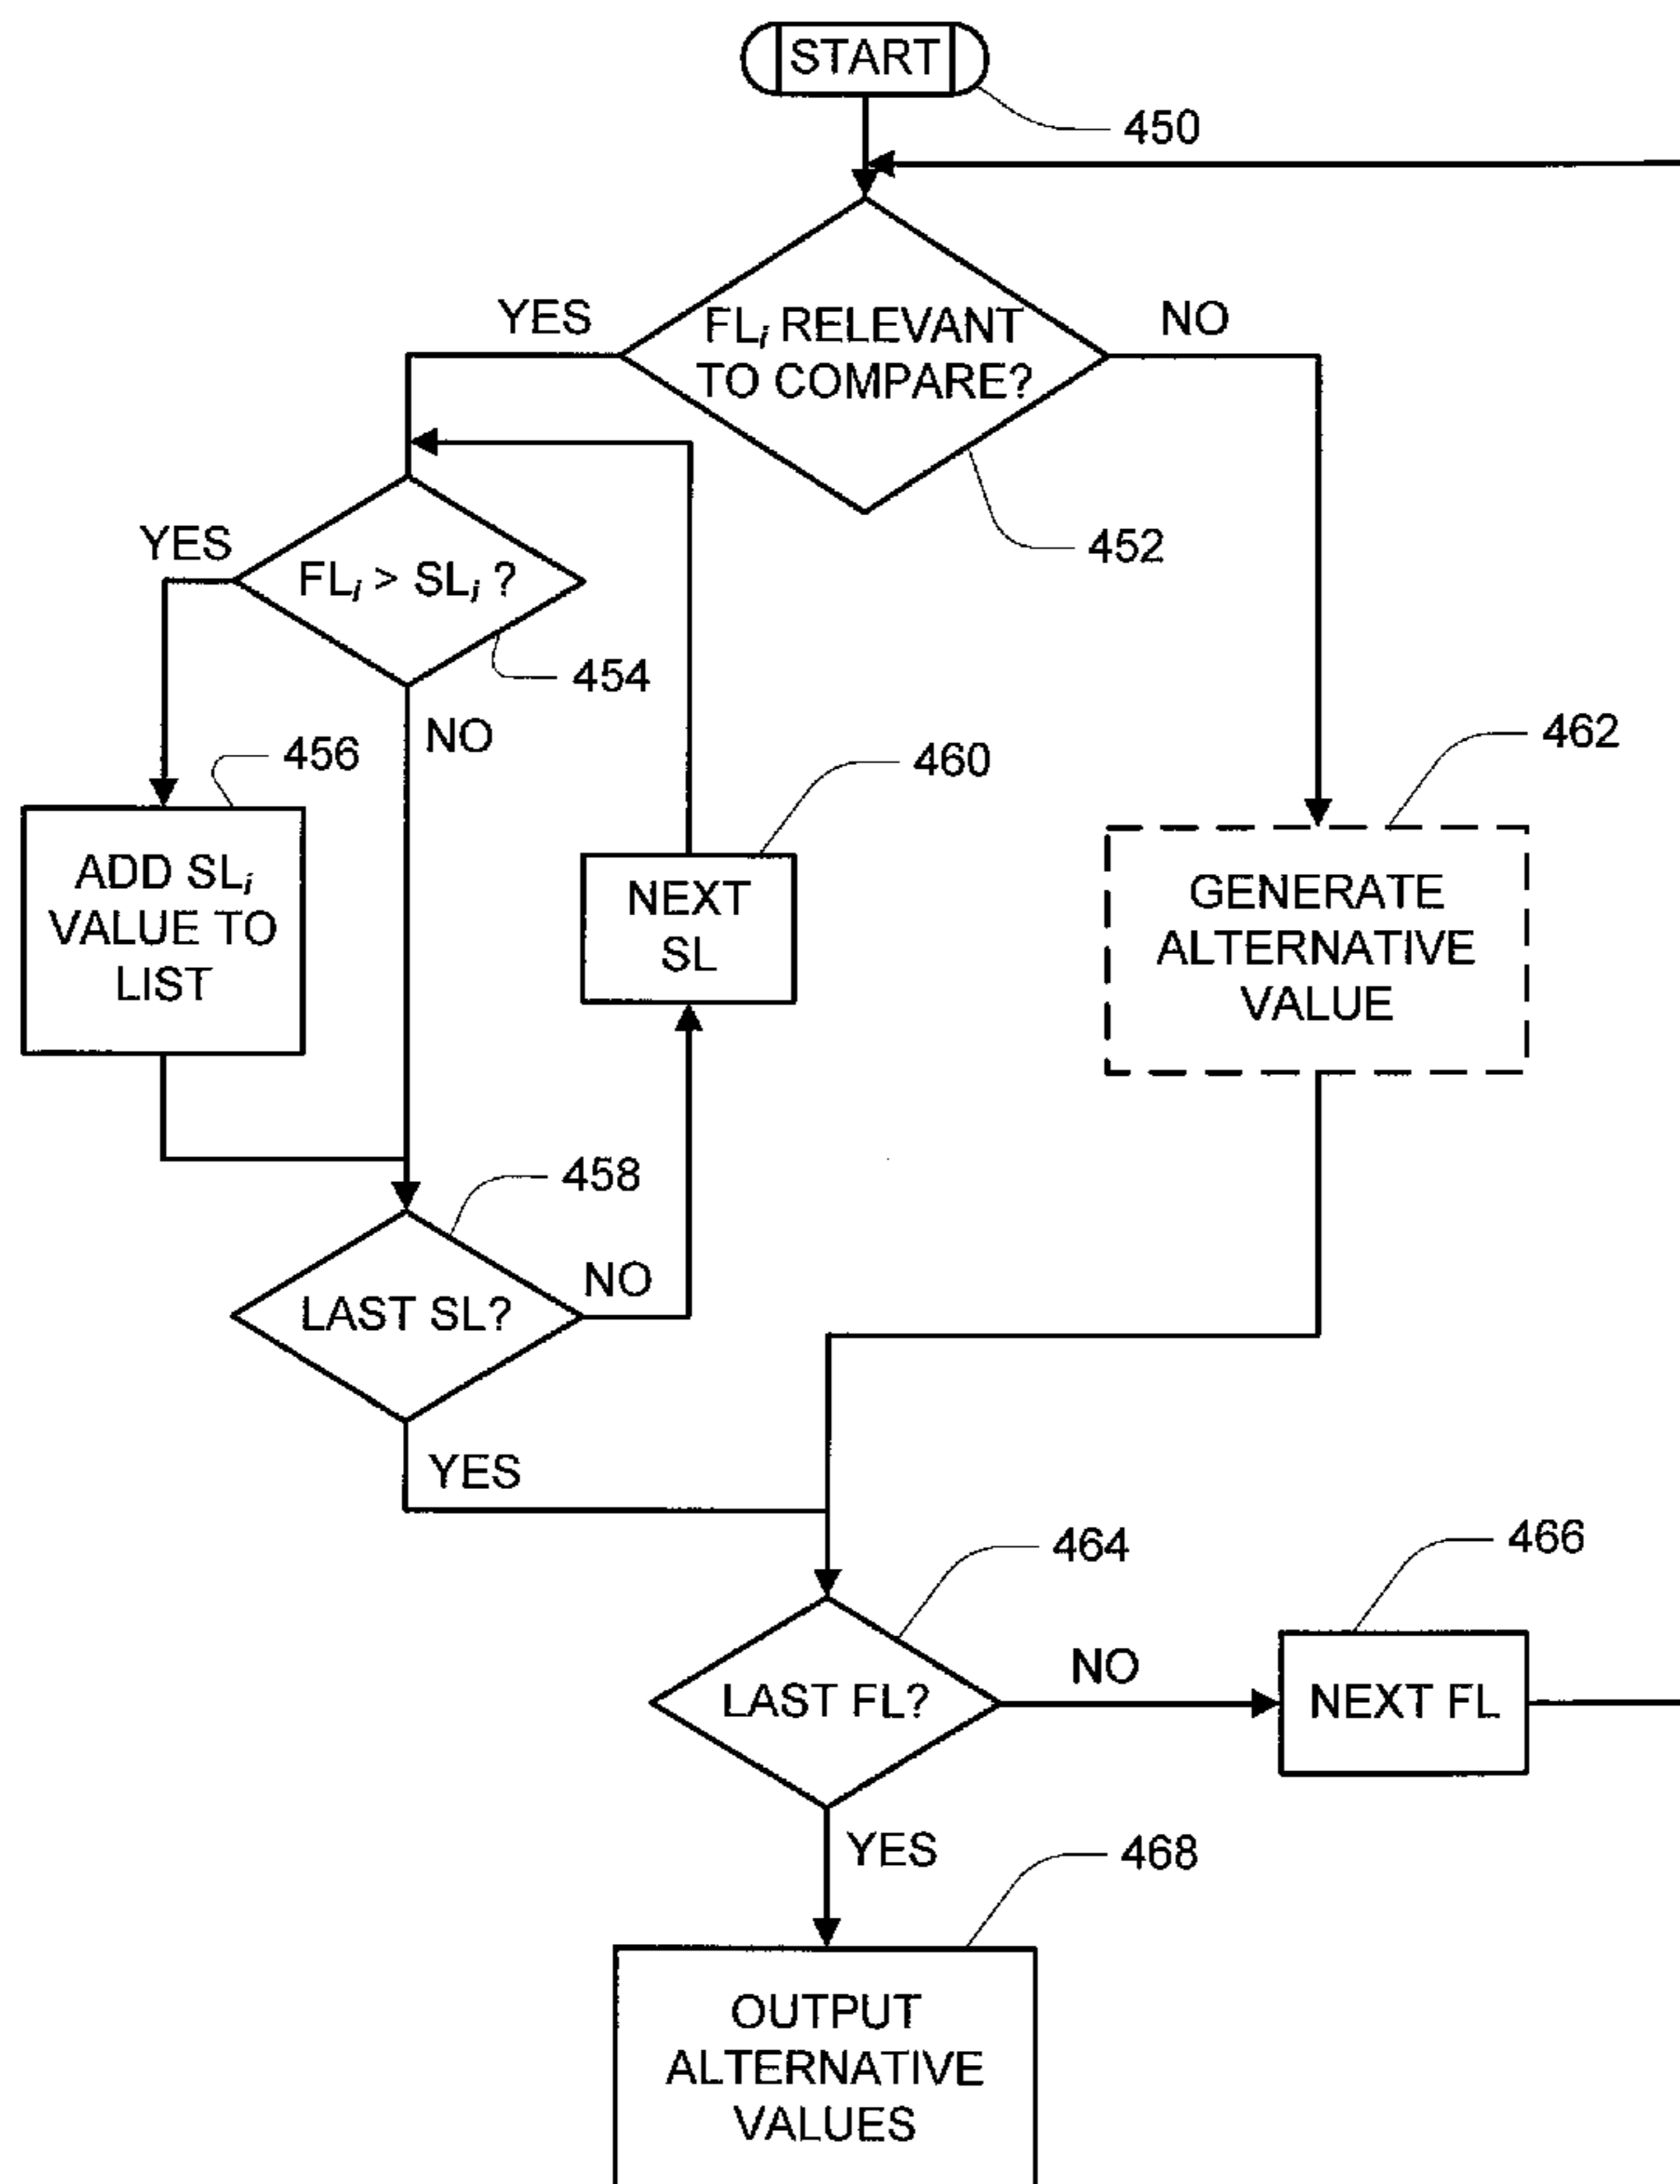 START
450
YES
FLi RELEVANT
TO COMPARE?
NO
452
YES
FLi > SLi ?
454
NO
456
ADD SLi
VALUE TO
LIST
460
NEXT
SL
462
GENERATE
ALTERNATIVE
VALUE
458
LAST SL?
NO
YES
464
LAST FL?
NO
466
NEXT FL
YES
468
OUTPUT
ALTERNATIVE
VALUES